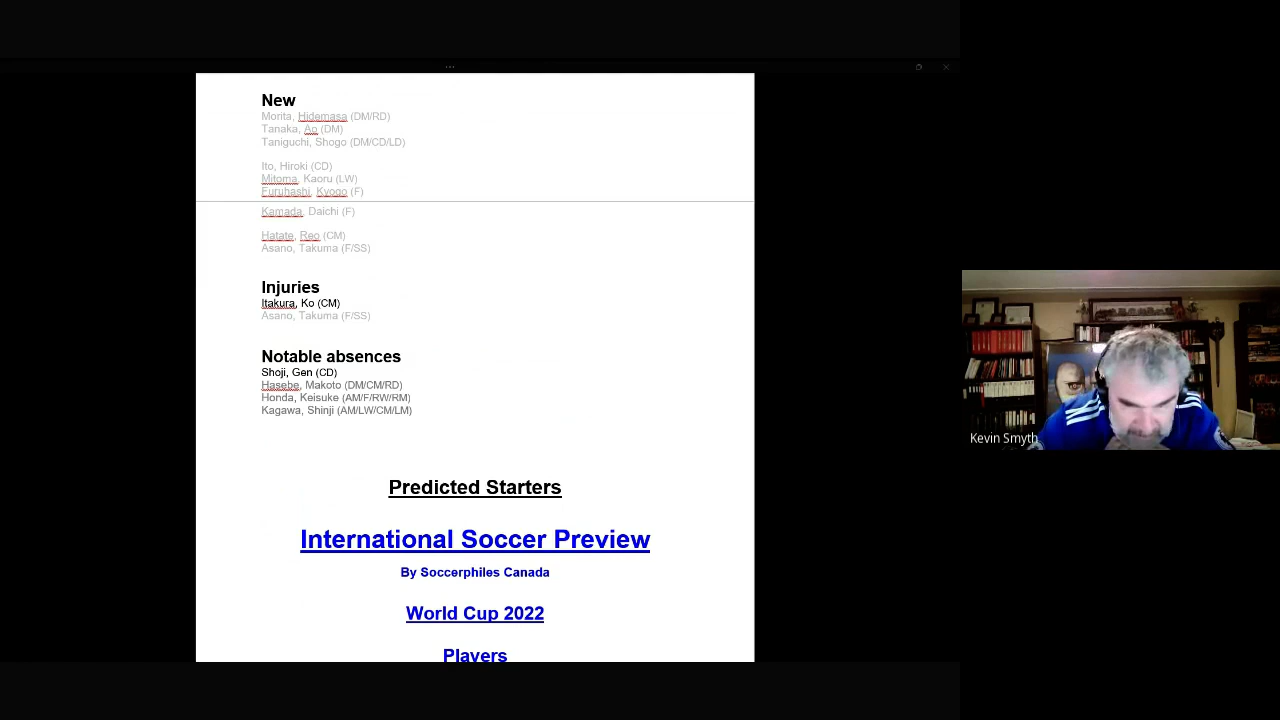 New
Morita, Hidemasa (DM/RD)
Tanaka, Ao (DM)
Taniguchi, Shogo (DM/CD/LD)
Ito, Hiroki (CD)
Mitoma, Kaoru (LW)
Furuhashi, Kyogo (F)
Kamada, Daichi (F)
Hatate, Reo (CM)
Asano, Takuma (F/SS)
Injuries
Itakura, Ko (CM)
Asano, Takuma (F/SS)
Notable absences
Shoji, Gen (CD)
Hasebe, Makoto (DM/CM/RD)
Honda, Keisuke (AM/F/RW/RM)
Kagawa, Shinji (AM/LW/CM/LM)
Predicted Starters
International Soccer Preview
By Soccerphiles Canada
World Cup 2022
Players
Kevin Smyth